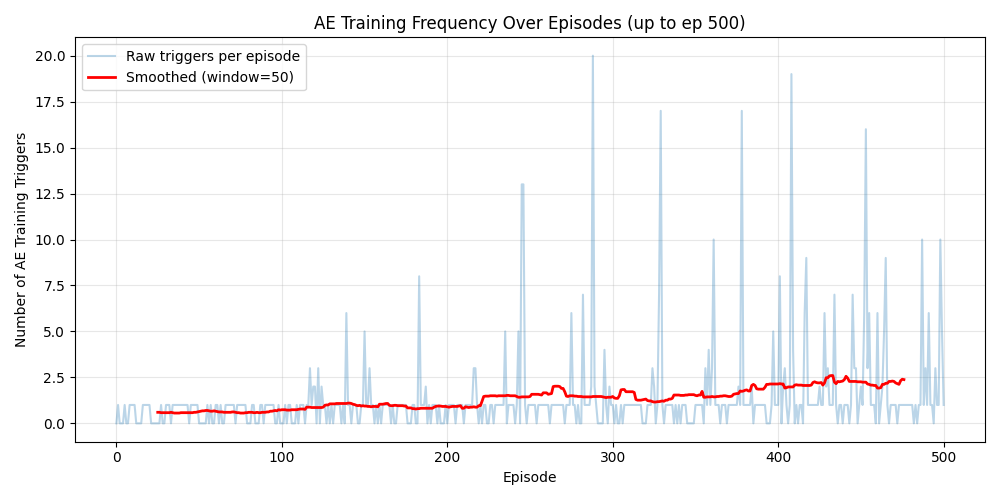 AE Training Frequency Over Episodes (up to ep 500)
Raw triggers per episode
Smoothed (window=50)
Number of AE Training Triggers
20.0
17.5
15.0
12.5
10.0
7.5
5.0
2.5
0.0
0 100 200 300 400 500
Episode